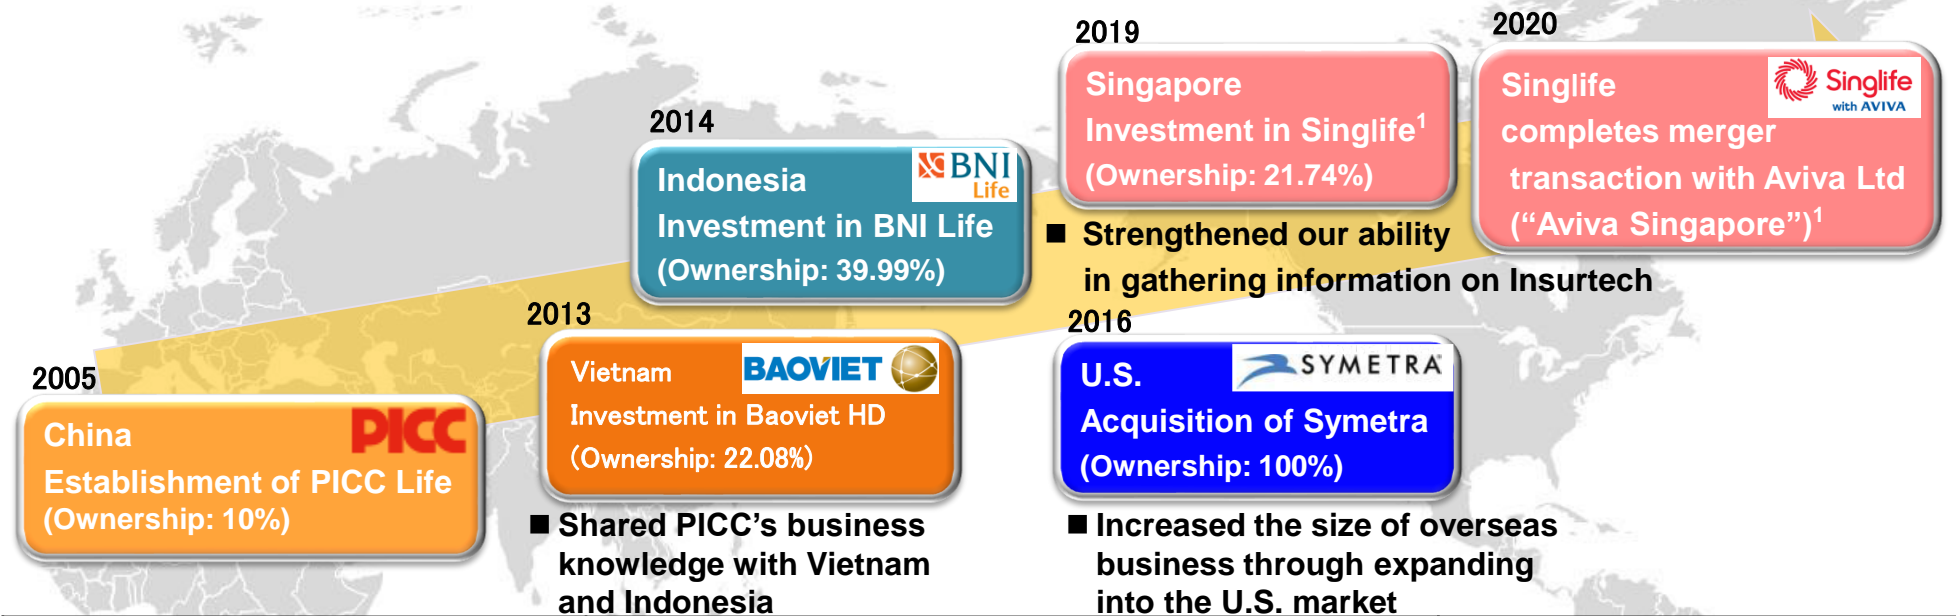 2005
PICC
China
Establishment of PICC Life
(Ownership: 10%)
2013
BAOVIET
Vietnam
Investment in Baoviet HD
(Ownership: 22.08%)
■ Shared PICC's business
knowledge with Vietnam
and Indonesia
2014
BNI
Life
Indonesia
Investment in BNI Life
(Ownership: 39.99%)
2016
SYMETRA
U.S.
Acquisition of Symetra
(Ownership: 100%)
■ Increased the size of overseas
business through expanding
into the U.S. market
2019
Singapore
Investment in Singlife¹
(Ownership: 21.74%)
■ Strengthened our ability
in gathering information on Insurtech
2020
Singlife
with AVIVA
Singlife
completes merger
transaction with Aviva Ltd
(“Aviva Singapore”)¹